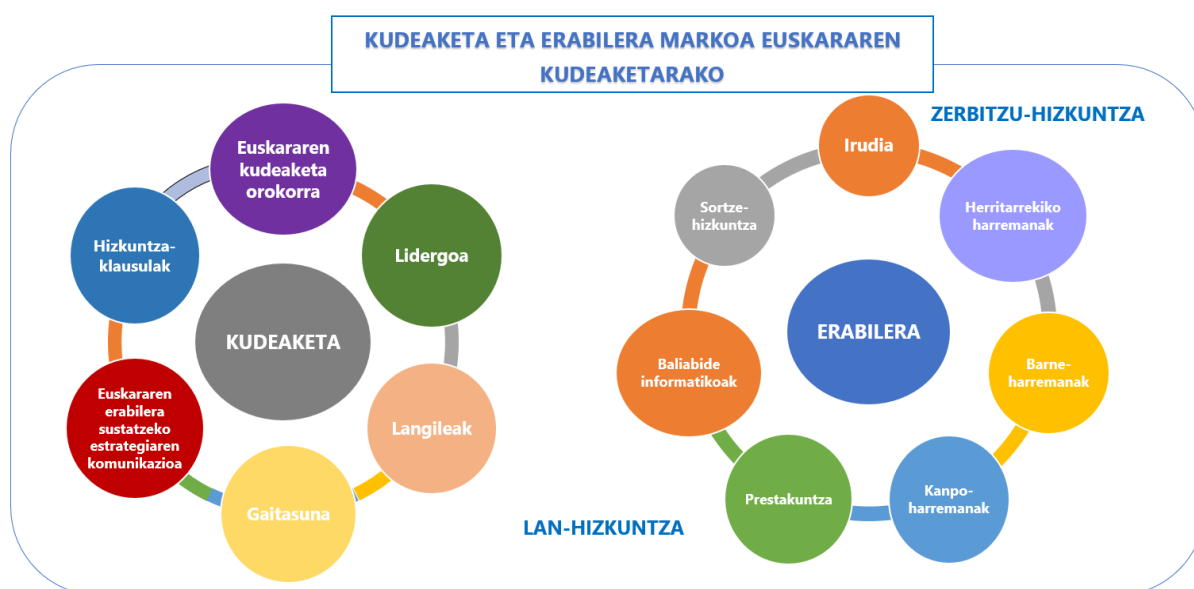 KUDEAKETA ETA ERABILERA MARKOA EUSKARAREN
KUDEAKETARAKO
Euskararen
kudeaketa
orokorra
Lidergoa
Langileak
Gaitasuna
Euskararen
erabilera
sustatzeko
estrategiaren
komunikazioa
Hizkuntza-
klausulak
KUDEAKETA
ZERBITZU-HIZKUNTZA
Irudia
Herritarrekiko
harremanak
Barne-
harremanak
Kanpo-
harremanak
Prestakuntza
Baliabide
informatikoak
Sortze-
hizkuntza
ERABILERA
LAN-HIZKUNTZA